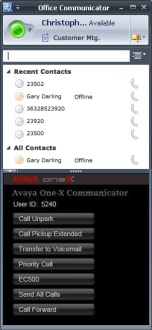 Office Communicator
Christoph... Available
Customer Mtg.
Recent Contacts
23502
Gary Darling Offline
36328523920
23920
23500
All Contacts
Gary Darling Offline
AVAYA one-X
Avaya One-X Communicator
User ID: 5240
Call Unpark
Call Pickup Extended
Transfer to Voicemail
Priority Call
EC500
Send All Calls
Call Forward